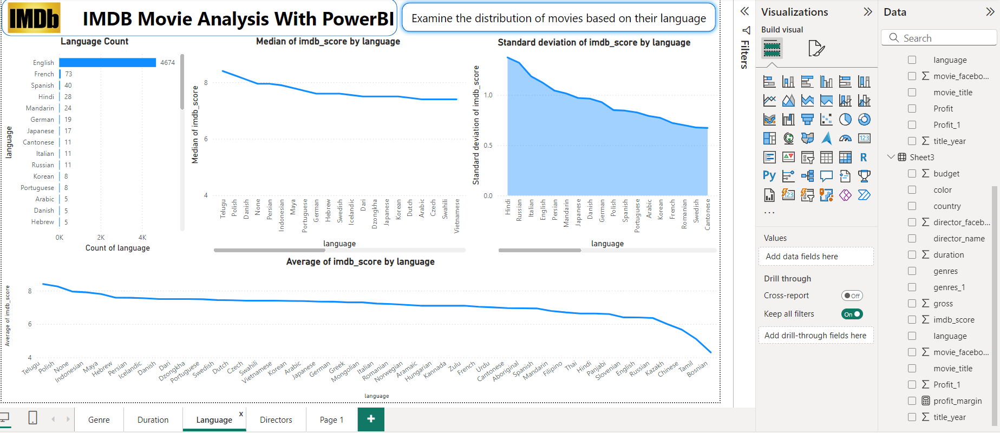 IMDb
IMDB Movie Analysis With PowerBI
Examine the distribution of movies based on their language
Language Count
language
English 4674
French 73
Spanish 40
Hindi 28
Mandarin 24
German 19
Japanese 17
Cantonese 11
Italian 11
Russian 11
Korean 8
Portuguese 8
Arabic 5
Danish 5
Hebrew 5
0K 2K 4K
Count of language
Median of imdb_score by language
Median of imdb_score
8
6
4
Telugu
Polish
Danish
None
Persian
Indonesian
Maya
Portuguese
German
Hebrew
Swedish
Icelandic
Dari
Dzongkha
Japanese
Korean
Dutch
Arabic
Czech
Swahili
Vietnamese
language
Standard deviation of imdb_score by language
Standard deviation of imdb_score
1.0
0.5
0.0
Hindi
Russian
Italian
English
Persian
Mandarin
Japanese
Danish
German
Polish
Spanish
Portuguese
Arabic
Korean
French
Romanian
Swedish
Cantonese
language
Average of imdb_score by language
Average of imdb_score
8
6
4
Telugu
Polish
None
Indonesian
Maya
Hebrew
Persian
Icelandic
Danish
Dari
Dzongkha
Portuguese
Swedish
Dutch
Czech
Swahili
Vietnamese
Korean
Arabic
Japanese
German
Greek
Mongolian
Italian
Romanian
Norwegian
Aramaic
Hungarian
Kannada
Zulu
French
Urdu
Cantonese
Aboriginal
Spanish
Mandarin
Filipino
Thai
Hindi
Panjabi
Slovenian
English
Russian
Kazakh
Chinese
Tamil
Bosnian
language
Genre
Duration
Language x
Directors
Page 1
+
Filters
Visualizations
Build visual
123
R
Py
123
...
Values
Add data fields here
Drill through
Cross-report Off
Keep all filters On
Add drill-through fields here
Data
Search
language
∑ movie_facebo...
movie_title
Profit
Profit_1
∑ title_year
Sheet3
∑ budget
color
country
∑ director_faceb...
director_name
∑ duration
genres
genres_1
∑ gross
∑ imdb_score
language
∑ movie_facebo...
movie_title
∑ Profit_1
profit_margin
∑ title_year